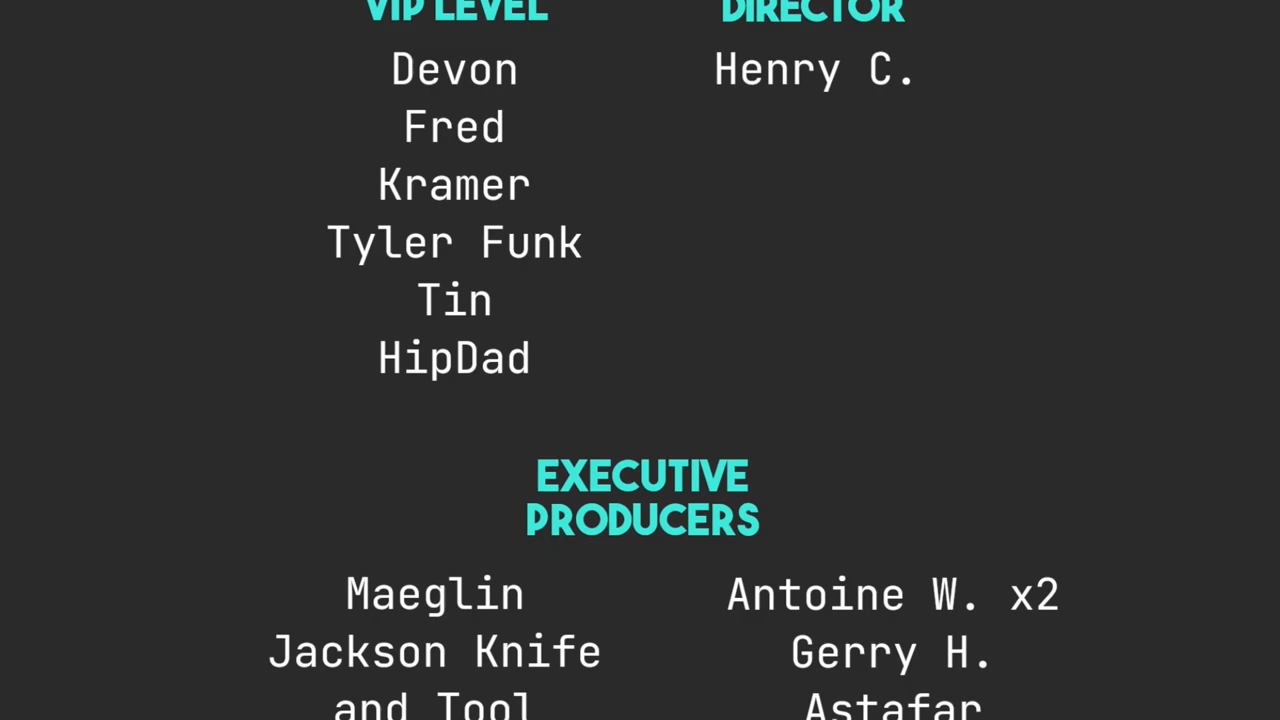 VIP LEVEL
Devon
Fred
Kramer
Tyler Funk
Tin
HipDad
DIRECTOR
Henry C.
EXECUTIVE
PRODUCERS
Maeglin
Jackson Knife
and Tool
Antoine W. x2
Gerry H.
Astafar